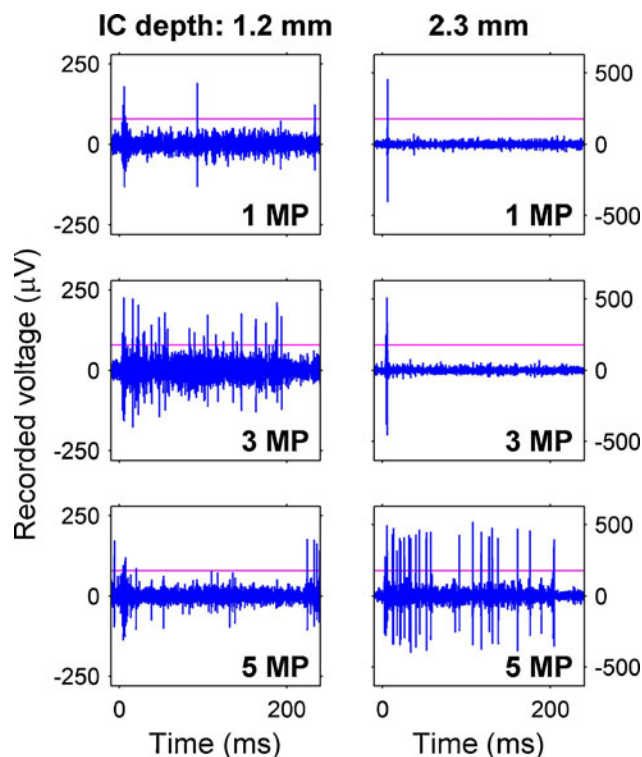 IC depth: 1.2 mm 2.3 mm
250 500
0 0
-250 1 MP 1 MP -500
250 500
0 0
-250 3 MP 3 MP -500
250 500
0 0
-250 5 MP 5 MP -500
0 200 0 200
Time (ms) Time (ms)
Recorded voltage (μV)